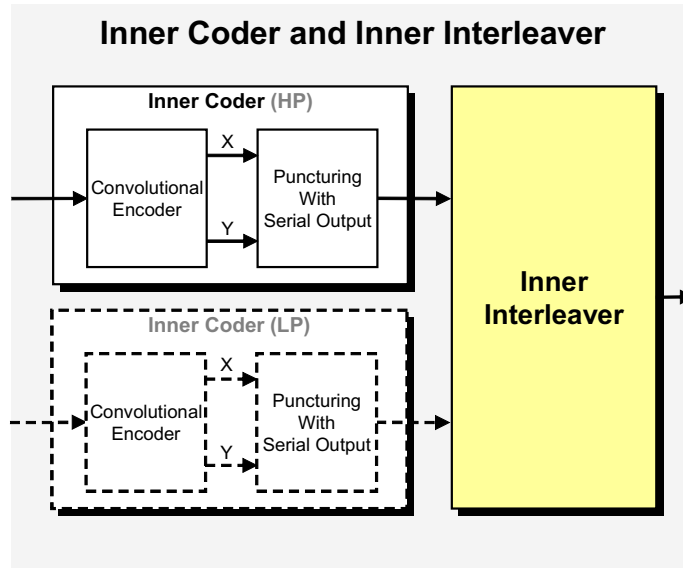 Inner Coder and Inner Interleaver
Inner Coder (HP)
X
Convolutional
Encoder
Y
Puncturing
With
Serial Output
Inner
Interleaver
Inner Coder (LP)
X
Convolutional
Encoder
Y
Puncturing
With
Serial Output